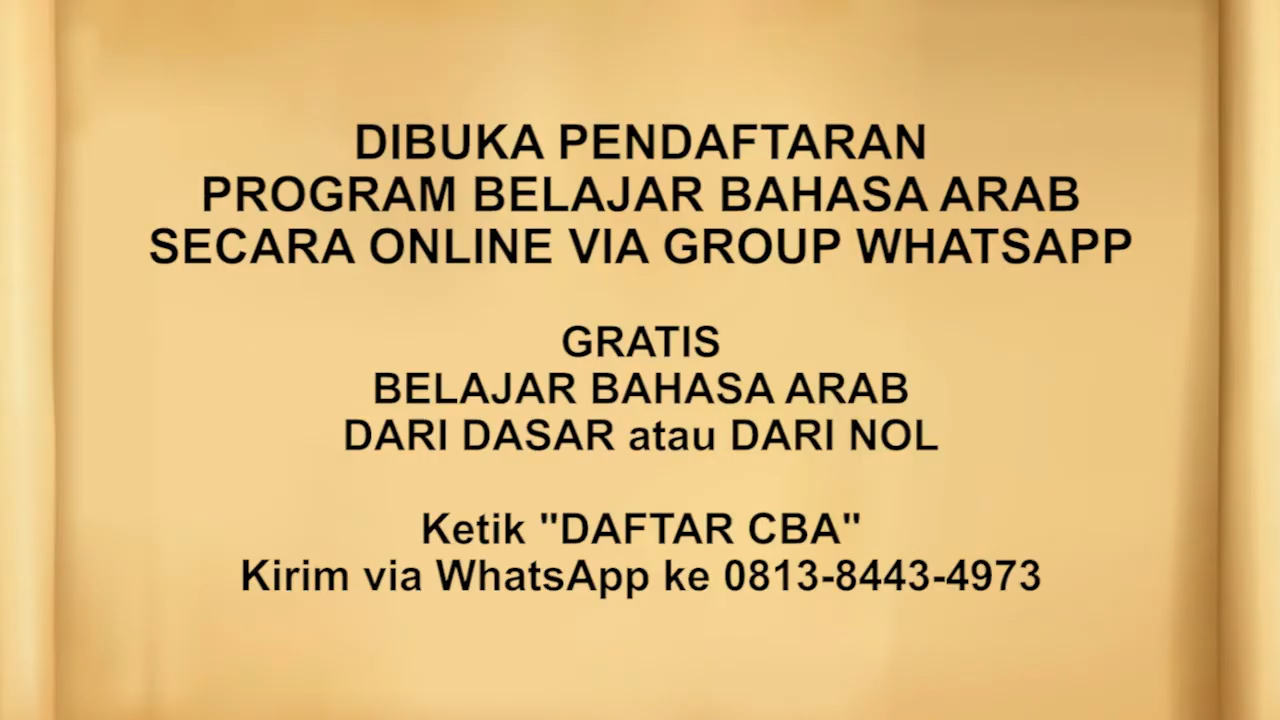 DIBUKA PENDAFTARAN
PROGRAM BELAJAR BAHASA ARAB
SECARA ONLINE VIA GROUP WHATSAPP
GRATIS
BELAJAR BAHASA ARAB
DARI DASAR atau DARI NOL
Ketik "DAFTAR CBA"
Kirim via WhatsApp ke 0813-8443-4973